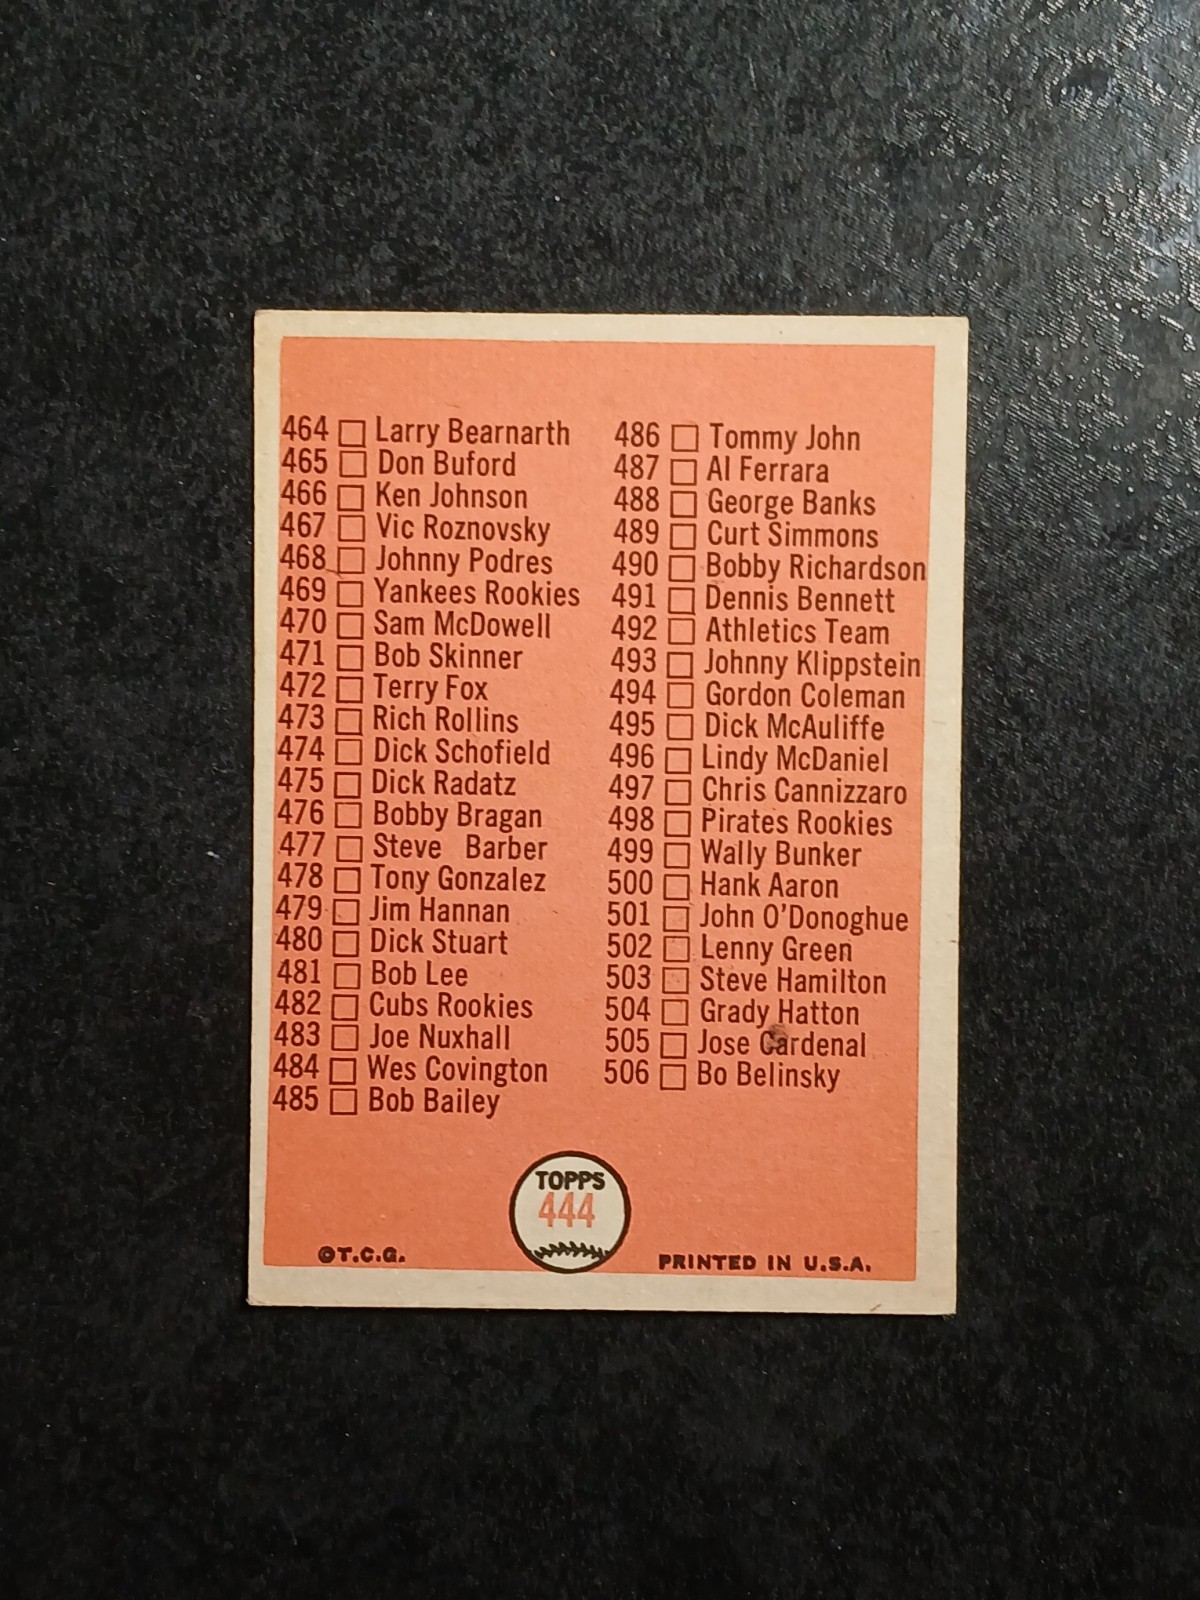 464 □ Larry Bearnarth
465 □ Don Buford
466 □ Ken Johnson
467 □ Vic Roznovsky
468 □ Johnny Podres
469 □ Yankees Rookies
470 □ Sam McDowell
471 □ Bob Skinner
472 □ Terry Fox
473 □ Rich Rollins
474 □ Dick Schofield
475 □ Dick Radatz
476 □ Bobby Bragan
477 □ Steve Barber
478 □ Tony Gonzalez
479 □ Jim Hannan
480 □ Dick Stuart
481 □ Bob Lee
482 □ Cubs Rookies
483 □ Joe Nuxhall
484 □ Wes Covington
485 □ Bob Bailey
486 □ Tommy John
487 □ Al Ferrara
488 □ George Banks
489 □ Curt Simmons
490 □ Bobby Richardson
491 □ Dennis Bennett
492 □ Athletics Team
493 □ Johnny Klippstein
494 □ Gordon Coleman
495 □ Dick McAuliffe
496 □ Lindy McDaniel
497 □ Chris Cannizzaro
498 □ Pirates Rookies
499 □ Wally Bunker
500 □ Hank Aaron
501 □ John O'Donoghue
502 □ Lenny Green
503 □ Steve Hamilton
504 □ Grady Hatton
505 □ Jose Cardenal
506 □ Bo Belinsky
TOPPS
444
©T.C.G.
PRINTED IN U.S.A.